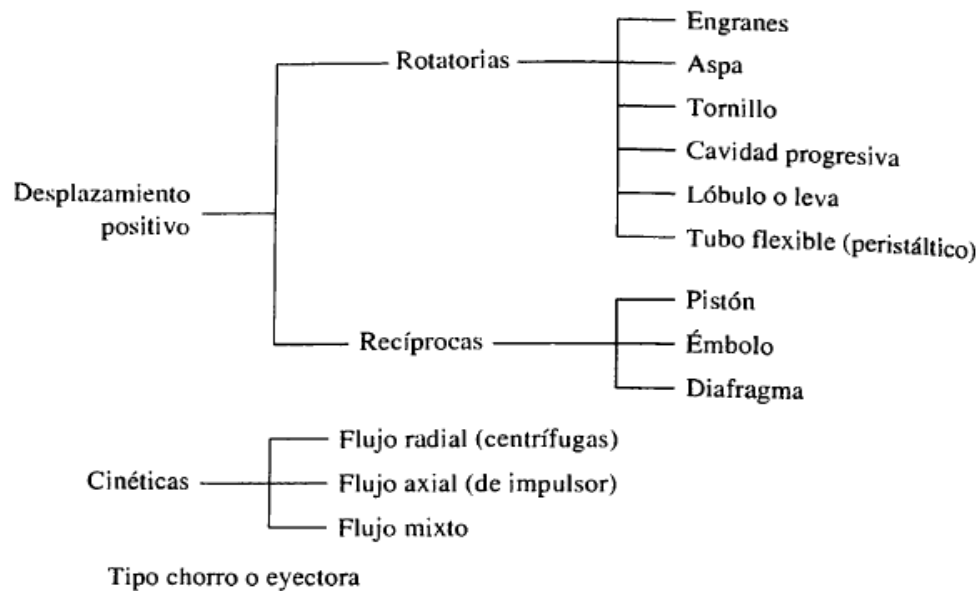 Engranes
Rotatorias
Aspa
Tornillo
Cavidad progresiva
Desplazamiento
positivo
Lóbulo o leva
Tubo flexible (peristáltico)
Pistón
Recíprocas
Émbolo
Diafragma
Flujo radial (centrífugas)
Cinéticas
Flujo axial (de impulsor)
Flujo mixto
Tipo chorro o eyectora